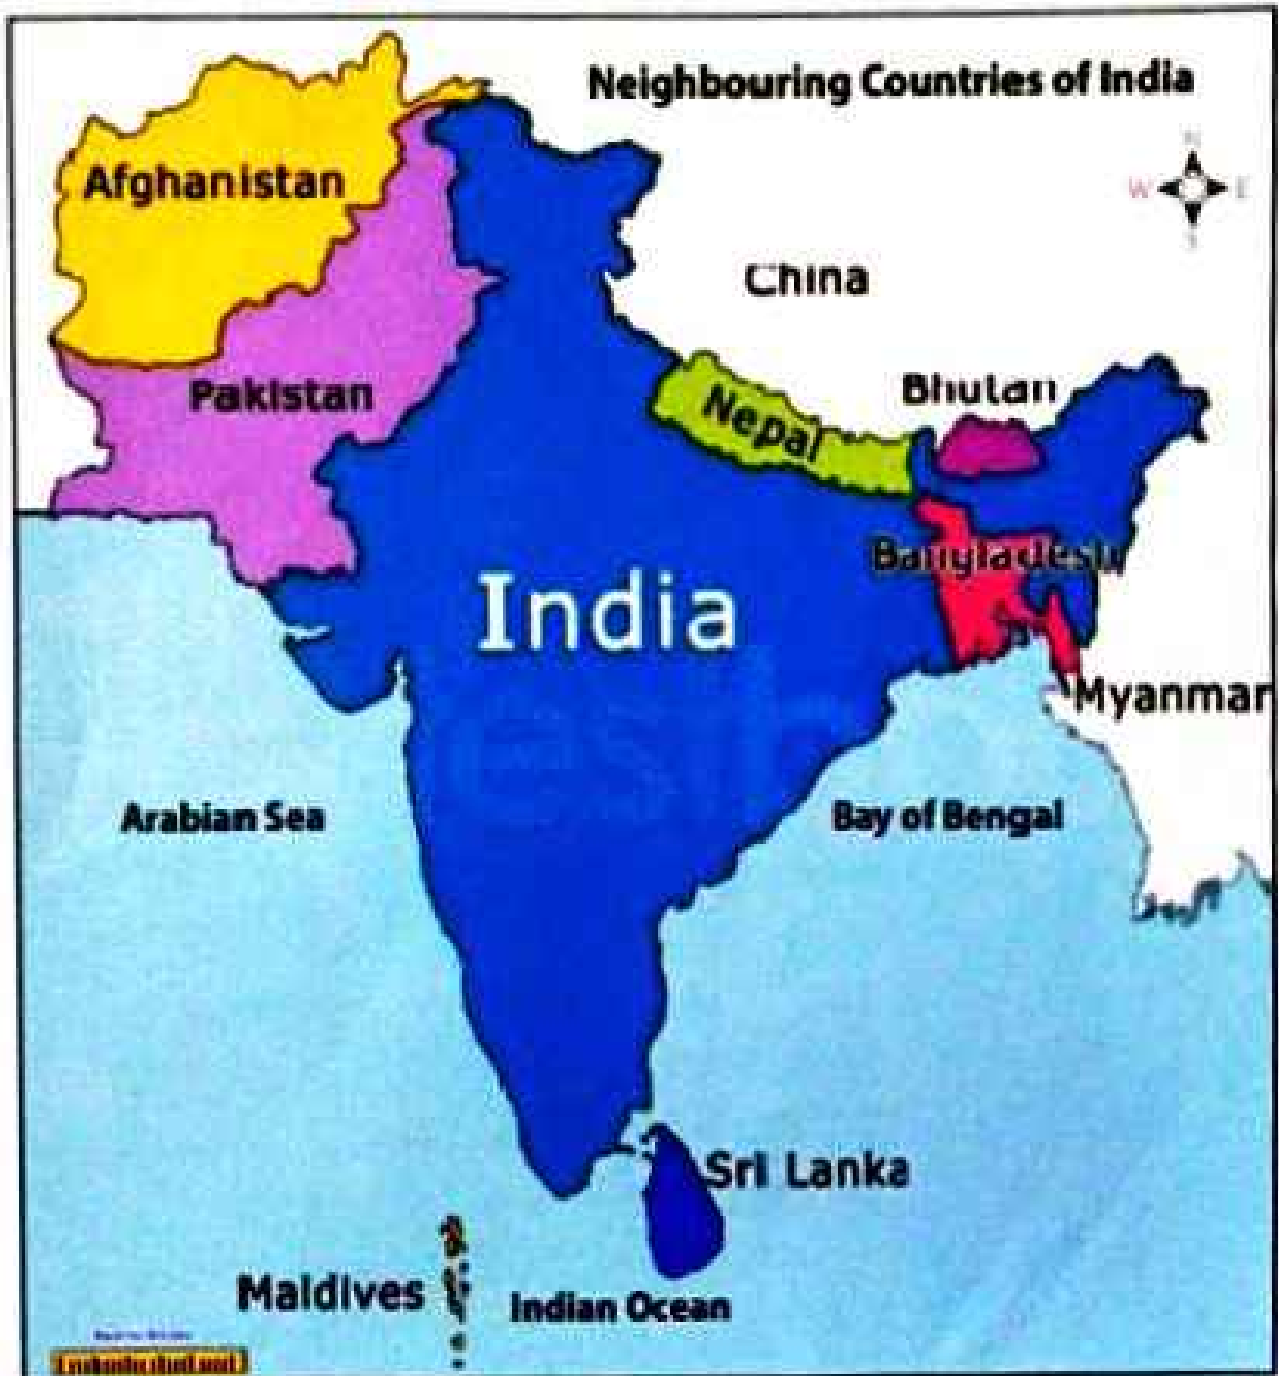 Neighbouring Countries of India
N
W E
S
Afghanistan
China
Pakistan
Bhutan
Nepal
Bangladesh
India
Myanmar
Arabian Sea
Bay of Bengal
Sri Lanka
Maldives
Indian Ocean